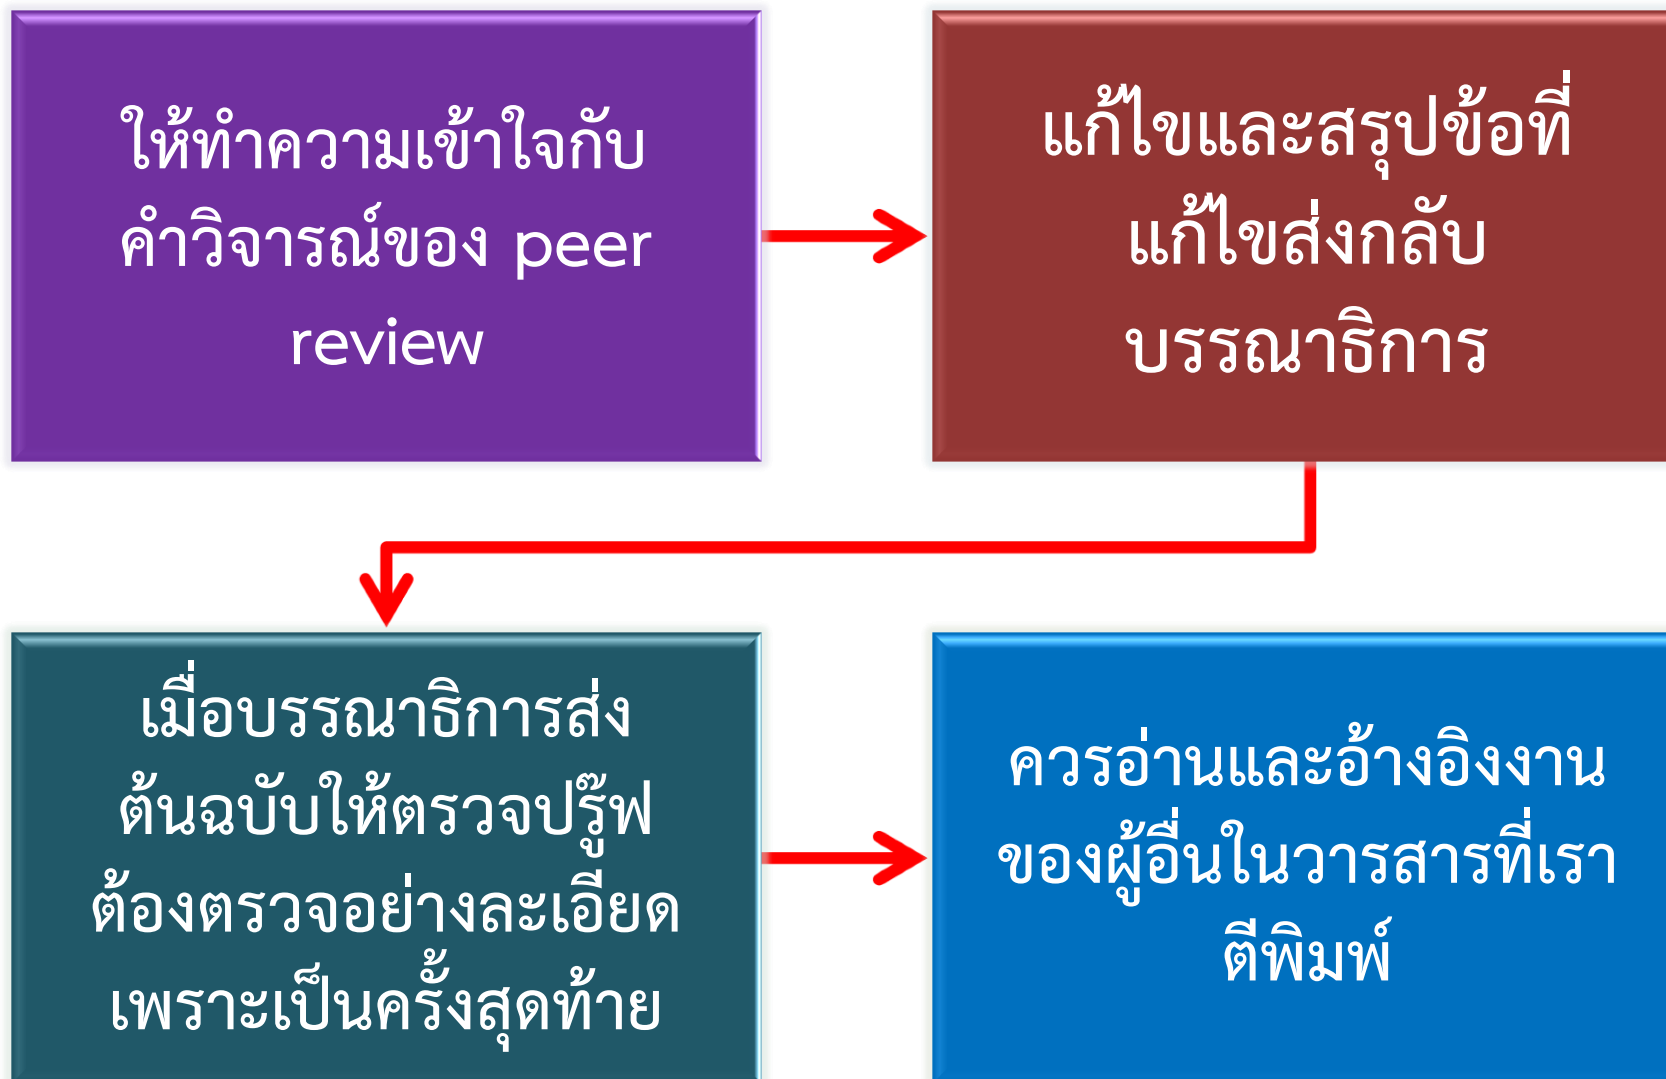 ให้ทำความเข้าใจกับ
คำวิจารณ์ของ peer
review
แก้ไขและสรุปข้อที่
แก้ไขส่งกลับ
บรรณาธิการ
เมื่อบรรณาธิการส่ง
ต้นฉบับให้ตรวจปรู๊ฟ
ต้องตรวจอย่างละเอียด
เพราะเป็นครั้งสุดท้าย
ควรอ่านและอ้างอิงงาน
ของผู้อื่นในวารสารที่เรา
ตีพิมพ์